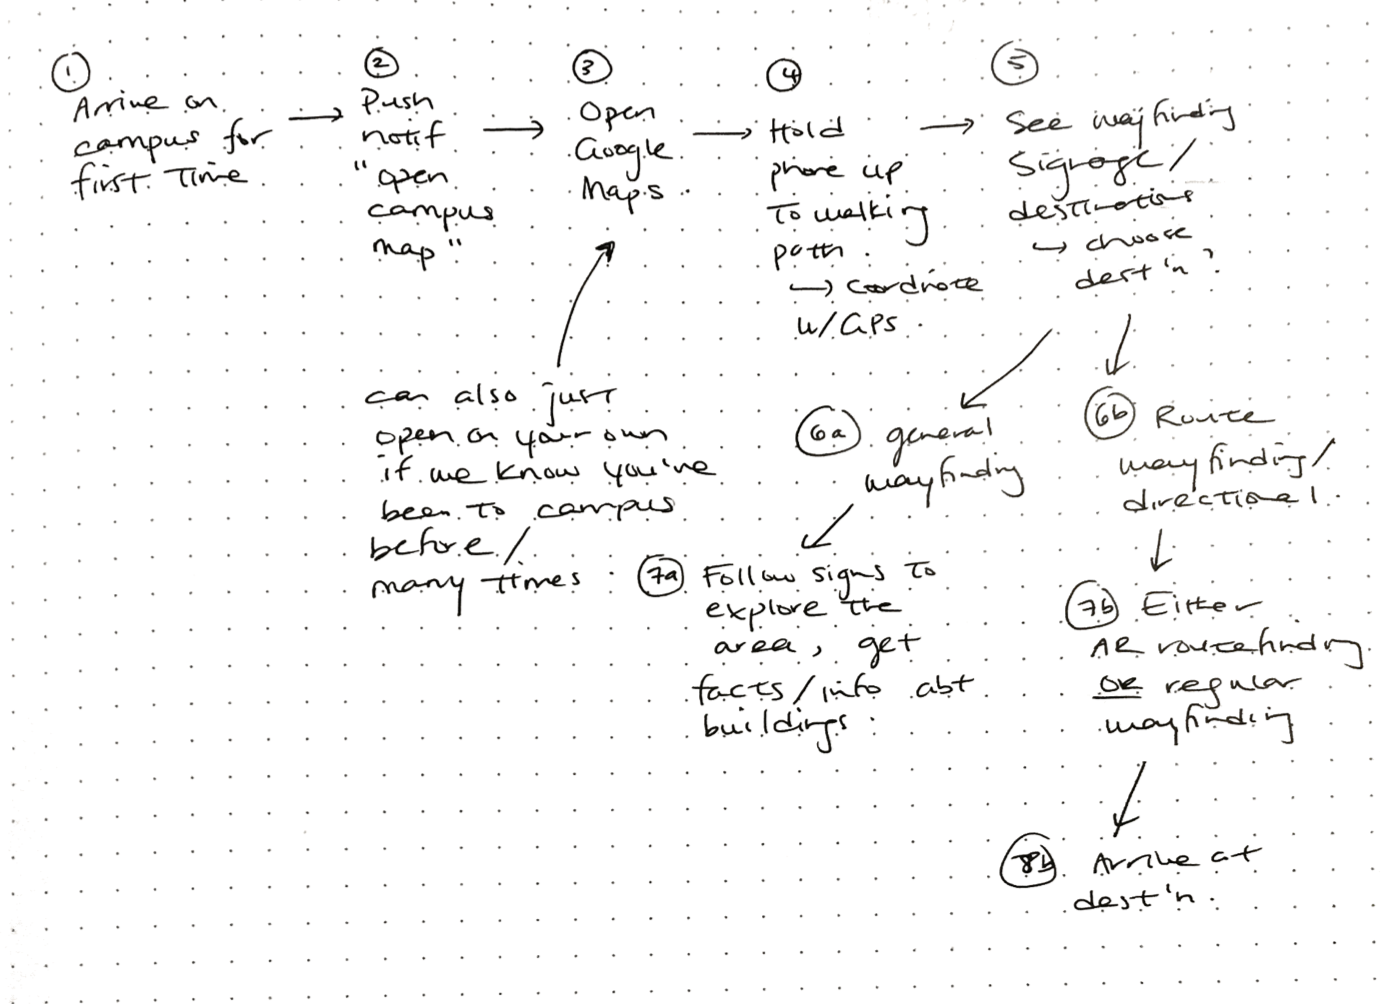 1
Arrive on
campus for
first time
2
Push
notif
"open
campus
map"
3
Open
Google
Maps
4
Hold
phone up
to walking
path.
↳ coordinate
w/ GPS.
5
See wayfinding
signage/
destinations
↳ choose
dest'n?
can also just
open on your own
if we know you've
been to campus
before/
many times.
6a general
wayfinding
7a Follow signs to
explore the
area, get
facts/info abt
buildings.
6b Route
wayfinding/
directional.
7b Either
AR routefinding
OR regular
wayfinding
8b Arrive at
dest'n.